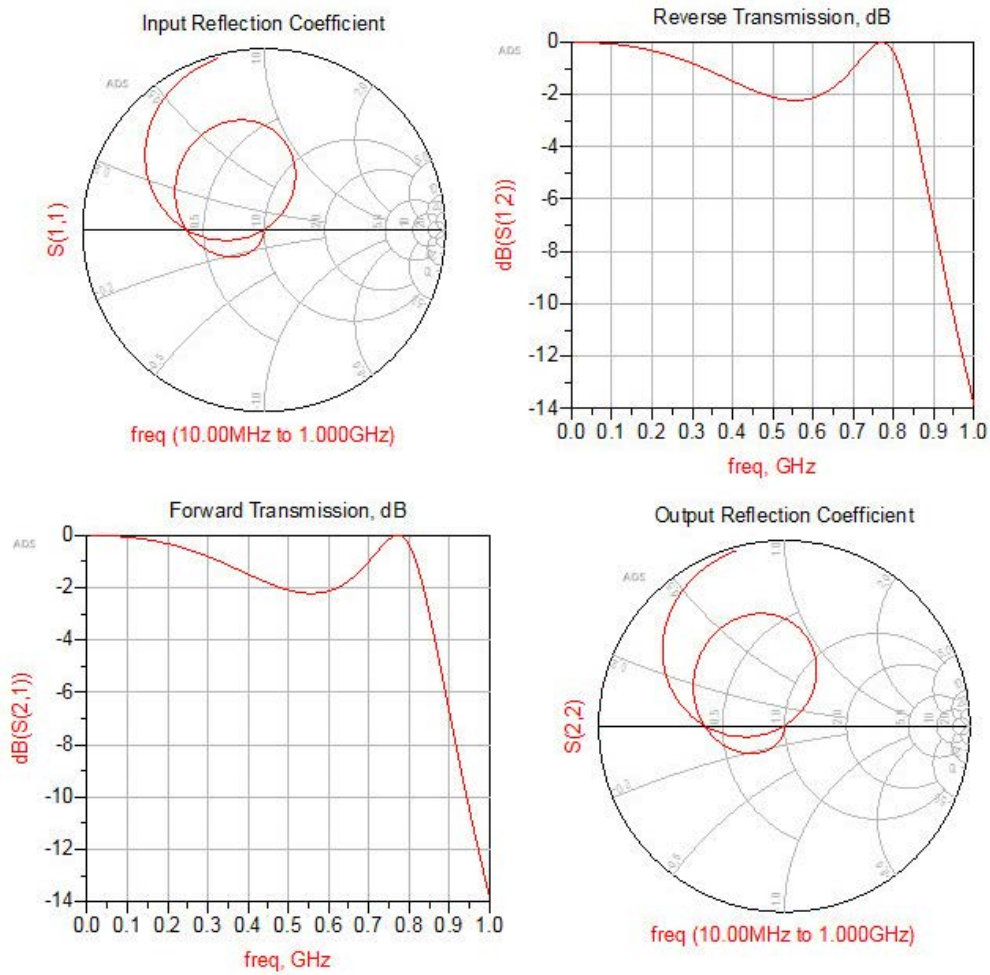 Input Reflection Coefficient
ADS
S(1,1)
freq (10.00MHz to 1.000GHz)
Reverse Transmission, dB
ADS
dB(S(1,2))
0
-2
-4
-6
-8
-10
-12
-14
0.0 0.1 0.2 0.3 0.4 0.5 0.6 0.7 0.8 0.9 1.0
freq, GHz
Forward Transmission, dB
ADS
dB(S(2,1))
0
-2
-4
-6
-8
-10
-12
-14
0.0 0.1 0.2 0.3 0.4 0.5 0.6 0.7 0.8 0.9 1.0
freq, GHz
Output Reflection Coefficient
ADS
S(2,2)
freq (10.00MHz to 1.000GHz)